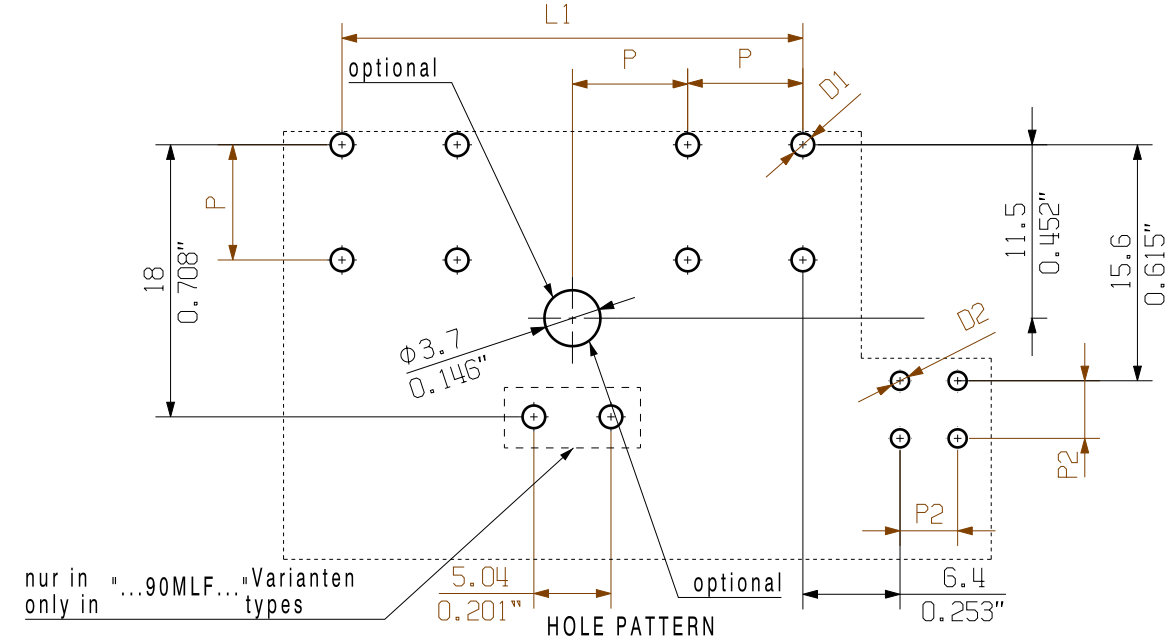 L1
optional
P
P
D1
P
18
0.708"
11.5
0.452"
15.6
0.615"
Φ3.7
0.146"
D2
P2
P2
nur in "...90MLF..." Varianten
only in types
5.04
0.201"
optional
6.4
0.253"
HOLE PATTERN